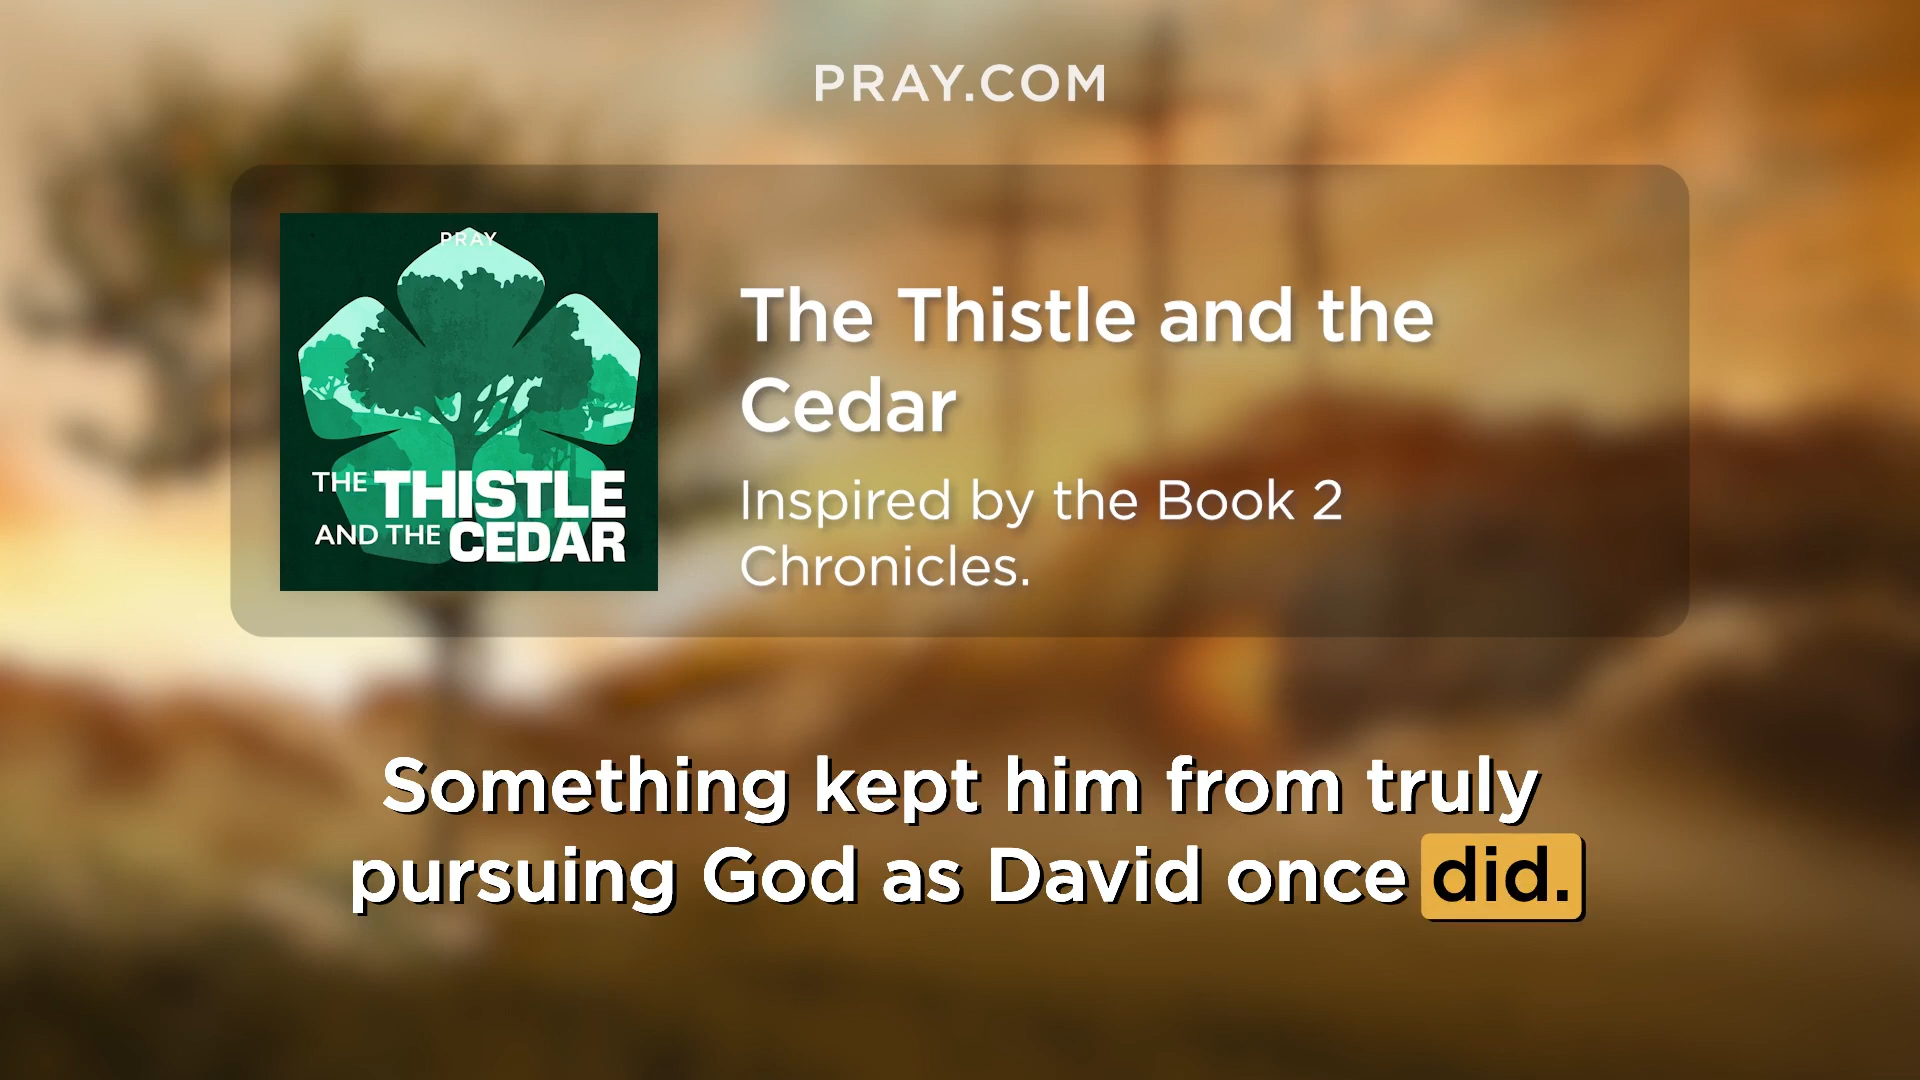 PRAY.COM
PRAY
THE THISTLE
AND THE CEDAR
The Thistle and the
Cedar
Inspired by the Book 2
Chronicles.
Something kept him from truly
pursuing God as David once did.